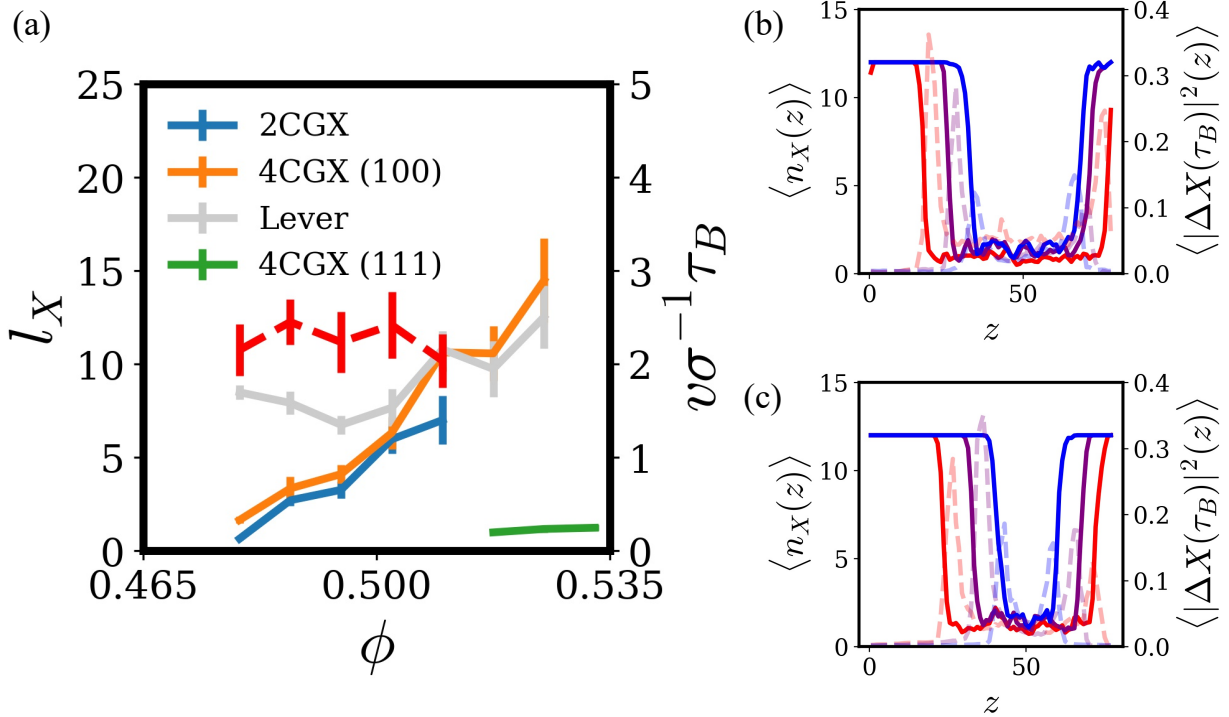 (a)
25
20
15
10
5
0
l_X
2CGX
4CGX (100)
Lever
4CGX (111)
5
4
3
2
1
0
υσ⁻¹τ_B
0.465
0.500
0.535
ϕ
(b)
15
10
5
0
⟨n_X(z)⟩
0.4
0.3
0.2
0.1
0.0
⟨|ΔX(τ_B)|²(z)⟩
0
50
z
(c)
15
10
5
0
⟨n_X(z)⟩
0.4
0.3
0.2
0.1
0.0
⟨|ΔX(τ_B)|²(z)⟩
0
50
z